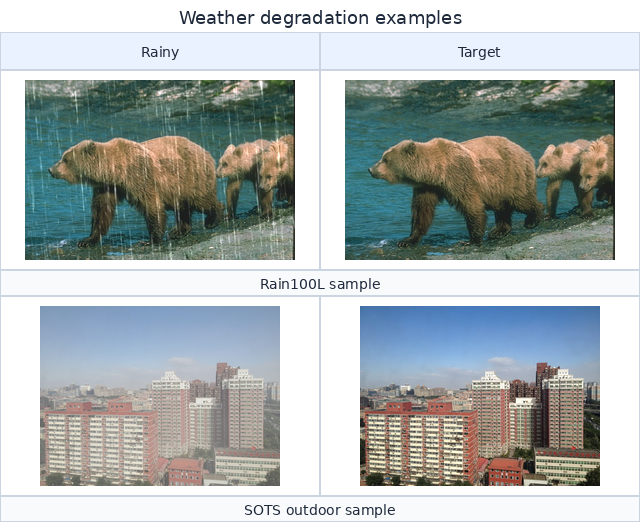 Weather degradation examples
Rainy
Target
Rain100L sample
SOTS outdoor sample